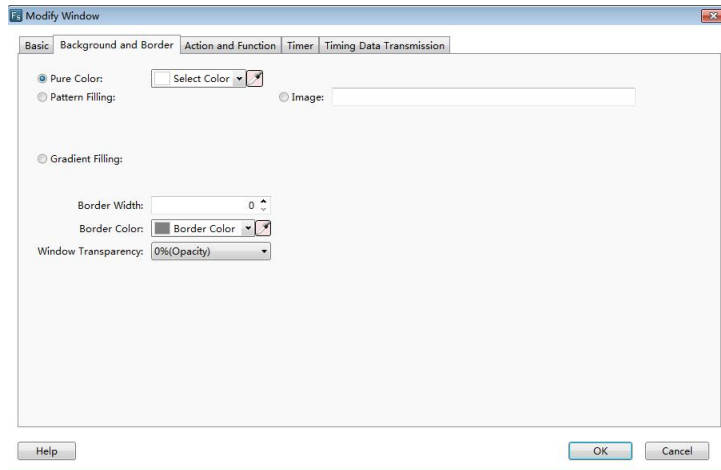 Fs Modify Window
Basic Background and Border Action and Function Timer Timing Data Transmission
Pure Color: Select Color
Pattern Filling: Image:
Gradient Filling:
Border Width: 0
Border Color: Border Color
Window Transparency: 0%(Opacity)
Help OK Cancel